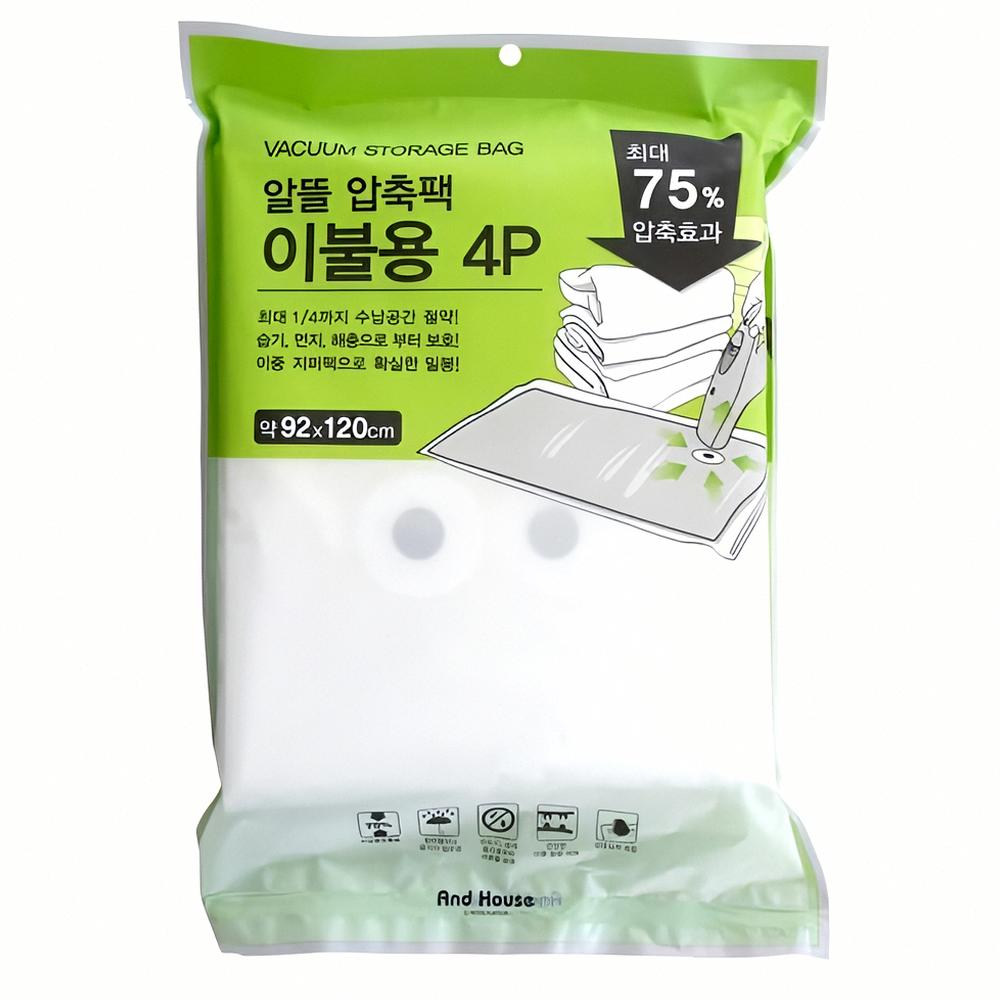 VACUUM STORAGE BAG
알뜰 압축팩
이불용 4P
최대
75%
압축효과
최대 1/4까지 수납공간 절약!
습기, 먼지, 해충으로 부터 보호!
이중 지퍼팩으로 확실한 밀봉!
약 92x120cm
And House